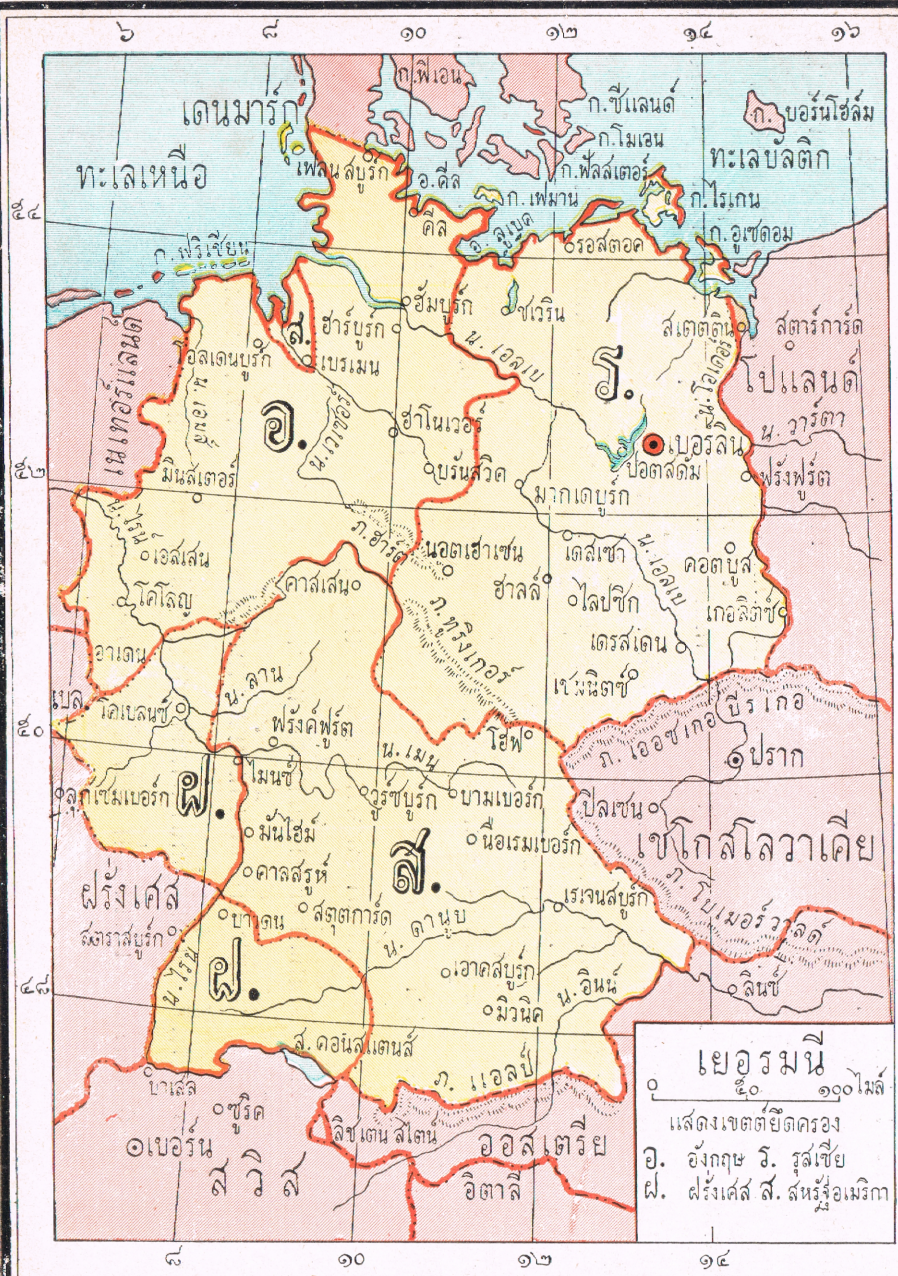 ๖ ๘ ๑๐ ๑๒ ๑๔ ๑๖
ก.ฟิเอน
เดนมาร์ก
ก.ซีแลนด์
ก. บอร์นโฮล์ม
ก.โมเอน
ทะเลเหนือ
เฟลนสบูร์ก
ก.ฟัลสเตอร์
ทะเลบัลติก
อ.คีล
ก.เฟมาน
ก.ไรเกน
๕๔
คีล
อ. ลูเบค
รอสตอค
ก.อูเซดอม
ก. ฟริเชียน
ฮัมบูร์ก
ชเวริน
สเตตติน
สตาร์การ์ด
ส.
ฮาร์บูร์ก
น. เอลเบ
ร.
เนเทอร์แลนด์
โอลเดนบูร์ก
เบรเมน
น.โอเดอร์
โปแลนด์
น. เอมส์
อ.
น.เวเซอร์
ฮาโนเวอร์
น. วาร์ตา
เบอรลิน
๕๒
มินสเตอร์
บรันสวิค
ปอตสดัม
ฟรังฟูร์ต
มากเดบูร์ก
น.ไรน์
ภ.ฮาร์ต
เอสเสน
นอตเฮาเซน
เดสเซา
น. เอลเบ
คอตบูส
คาสเสน
ฮาลล์
ไลปซิก
โคโลญ
ภ. ทูริงเกอร์
เกอลิตซ์
อาเดน
เดรสเดน
น. ลาน
เชมนิตซ์
เบล.
โคเบลนซ์
๕๐
ฟรังค์ฟูร์ต
โฮฟ
ภ. เออซเกอบีรเกอ
น. เมน
ปราก
ไมนซ์
ลุกเซมเบอร์ก
ฝ.
วูร์ซบูร์ก
บามเบอร์ก
ปีลเซน
มันไฮม์
นือเรมเบอร์ก
เชโกสโลวาเคีย
คาลสรูห์
ส.
ฝรั่งเศส
ภ. โบเมอร์วาลด์
บาเดน
สตุตการ์ด
เรเจนสบูร์ก
สตราสบูร์ก
น. ดานูบ
น. ไรน์
ฝ.
๔๘
เอาคสบูร์ก
น. อินน์
ลินซ์
มิวนิค
ส. คอนสแตนส์
ภ. แอลป์
บาเสล
ซูริค
เบอร์น
ลิชเตนสไตน์
ออสเตรีย
สวิส
อิตาลี
เยอรมนี
๐ ๕๐ ๑๐๐ ไมล์
แสดงเขตต์ยึดครอง
อ. อังกฤษ ร. รุสเซีย
ฝ. ฝรั่งเศส ส. สหรัฐอเมริกา
๘ ๑๐ ๑๒ ๑๔